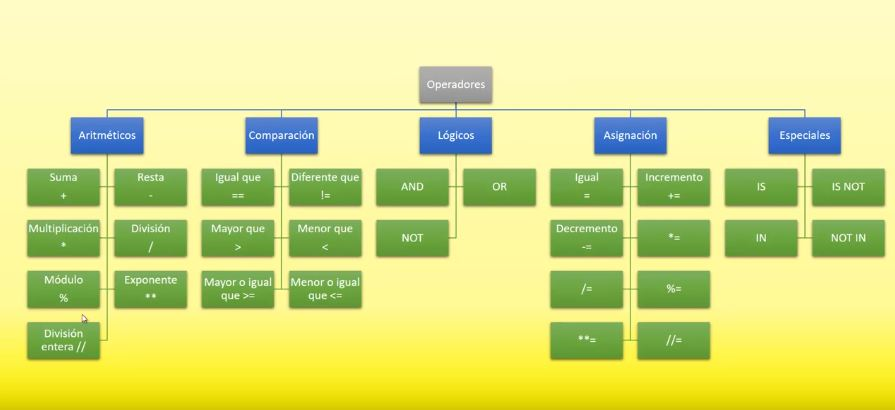 Operadores
Aritméticos
Comparación
Lógicos
Asignación
Especiales
Suma
+
Resta
-
Igual que
==
Diferente que
!=
AND
OR
Igual
=
Incremento
+=
IS
IS NOT
Multiplicación
*
División
/
Mayor que
>
Menor que
<
NOT
Decremento
-=
*=
IN
NOT IN
Módulo
%
Exponente
**
Mayor o igual
que >=
Menor o igual
que <=
/=
%=
División
entera //
**=
//=